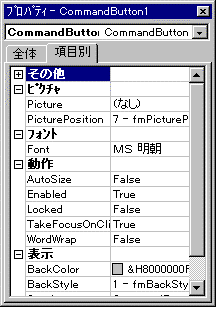 プロパティ - CommandButton1
CommandButto CommandButton
全体 項目別
その他
ピクチャ
Picture (なし)
PicturePosition 7 - fmPictureP
フォント
Font MS 明朝
動作
AutoSize False
Enabled True
Locked False
TakeFocusOnCli True
WordWrap False
表示
BackColor &H8000000F
BackStyle 1 - fmBackSty